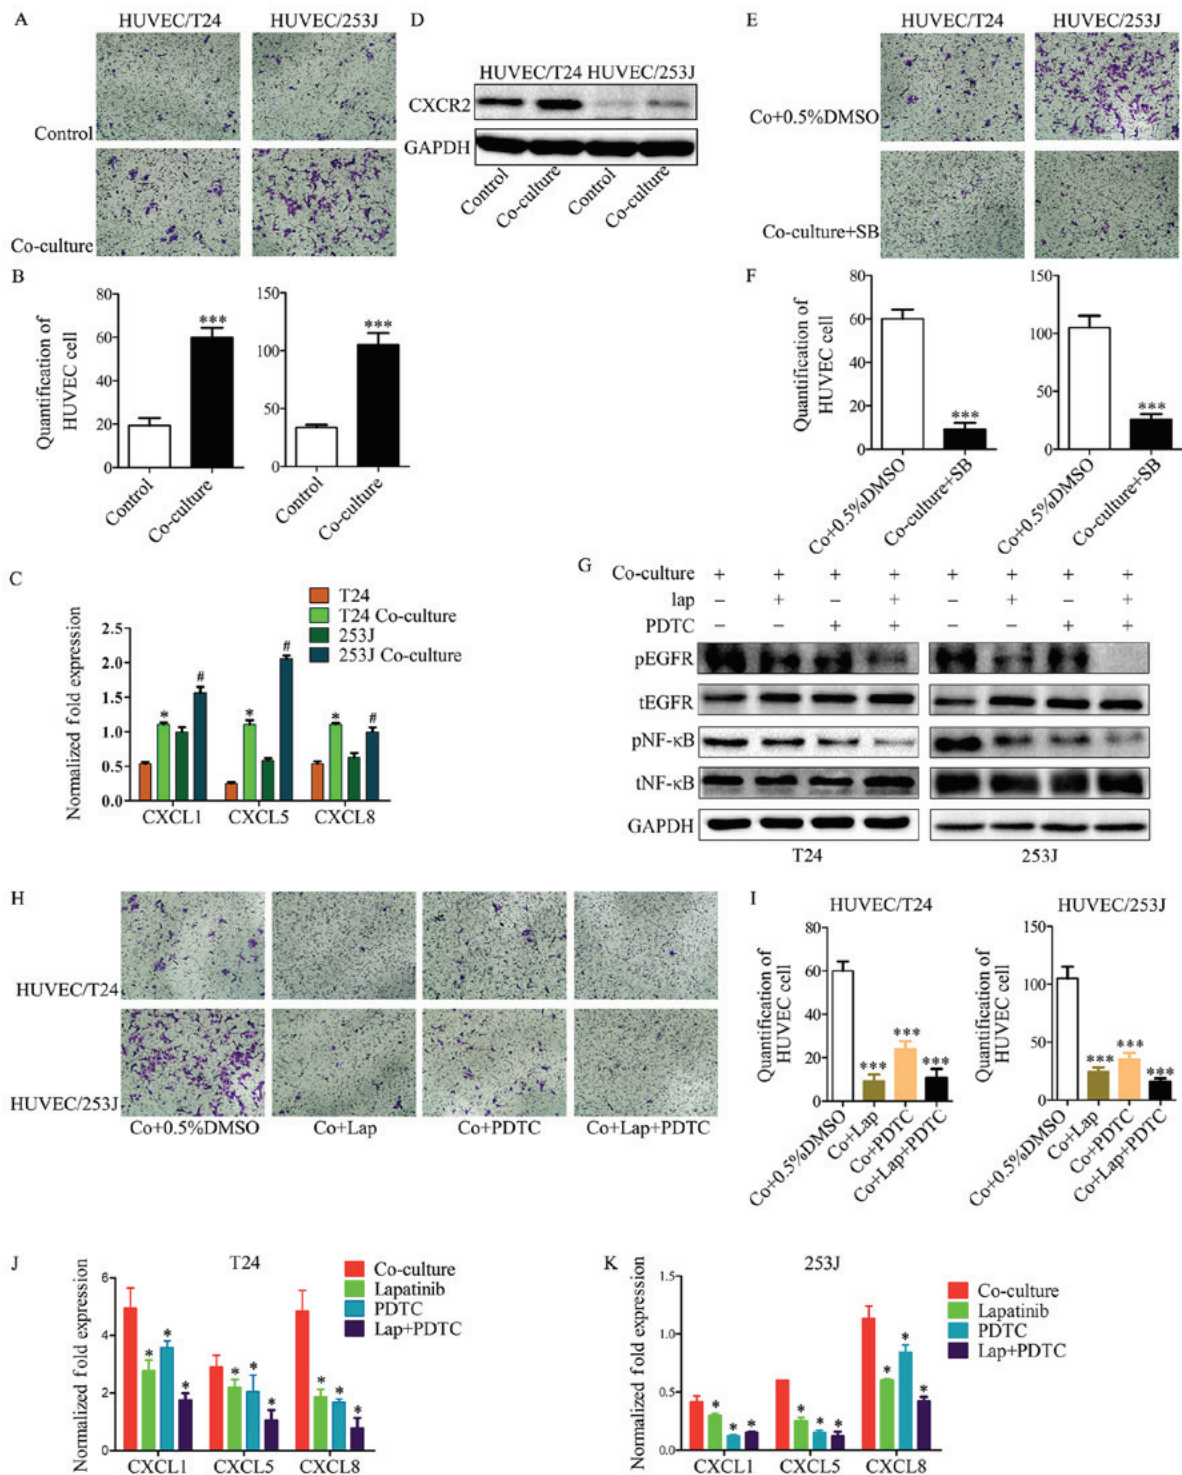 A
HUVEC/T24 HUVEC/253J
Control
Co-culture
B
Quantification of HUVEC cell
80
60
40
20
0
***
Control
Co-culture
150
100
50
0
***
Control
Co-culture
C
Normalized fold expression
T24
T24 Co-culture
253J
253J Co-culture
2.5
2.0
1.5
1.0
0.5
0.0
* # * # * #
CXCL1 CXCL5 CXCL8
D
HUVEC/T24 HUVEC/253J
CXCR2
GAPDH
Control
Co-culture
Control
Co-culture
E
HUVEC/T24 HUVEC/253J
Co+0.5%DMSO
Co-culture+SB
F
Quantification of HUVEC cell
80
60
40
20
0
***
Co+0.5%DMSO
Co-culture+SB
150
100
50
0
***
Co+0.5%DMSO
Co-culture+SB
G
Co-culture + + + + + + + +
lap – + – + – + – +
PDTC – – + + – – + +
pEGFR
tEGFR
pNF-κB
tNF-κB
GAPDH
T24 253J
H
HUVEC/T24
HUVEC/253J
Co+0.5%DMSO Co+Lap Co+PDTC Co+Lap+PDTC
I
HUVEC/T24
Quantification of HUVEC cell
80
60
40
20
0
*** *** ***
Co+0.5%DMSO
Co+Lap
Co+PDTC
Co+Lap+PDTC
HUVEC/253J
Quantification of HUVEC cell
150
100
50
0
*** *** ***
Co+0.5%DMSO
Co+Lap
Co+PDTC
Co+Lap+PDTC
J
T24
Normalized fold expression
6
4
2
0
Co-culture
Lapatinib
PDTC
Lap+PDTC
* * * * * * * * *
CXCL1 CXCL5 CXCL8
K
253J
Normalized fold expression
1.5
1.0
0.5
0.0
Co-culture
Lapatinib
PDTC
Lap+PDTC
* * * * * * * * *
CXCL1 CXCL5 CXCL8